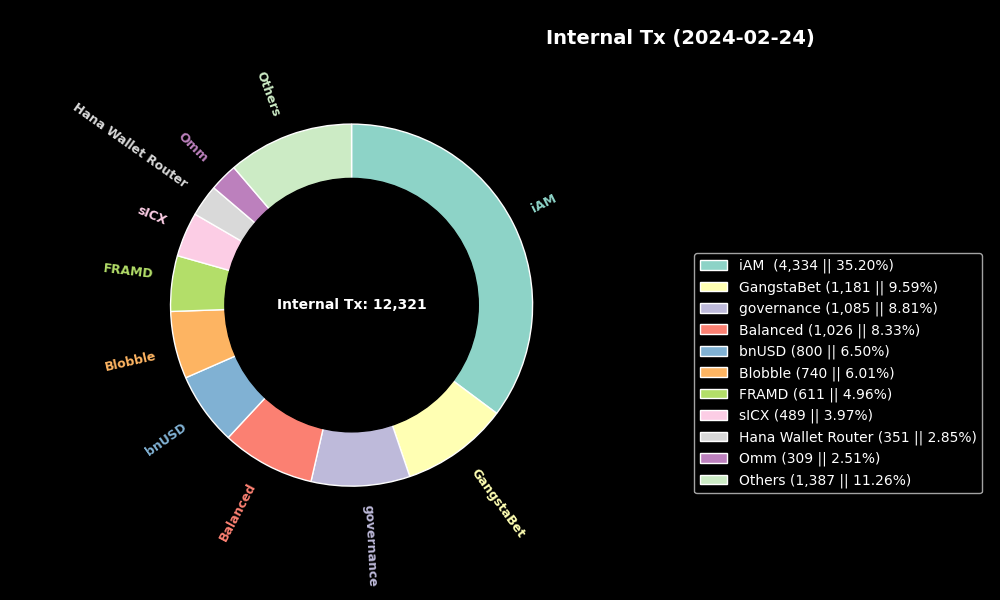 Internal Tx (2024-02-24)
Others
Hana Wallet Router
Omm
iAM
sICX
FRAMD
Internal Tx: 12,321
Blobble
bnUSD
Balanced
governance
GangstaBet
iAM  (4,334 || 35.20%)
GangstaBet (1,181 || 9.59%)
governance (1,085 || 8.81%)
Balanced (1,026 || 8.33%)
bnUSD (800 || 6.50%)
Blobble (740 || 6.01%)
FRAMD (611 || 4.96%)
sICX (489 || 3.97%)
Hana Wallet Router (351 || 2.85%)
Omm (309 || 2.51%)
Others (1,387 || 11.26%)